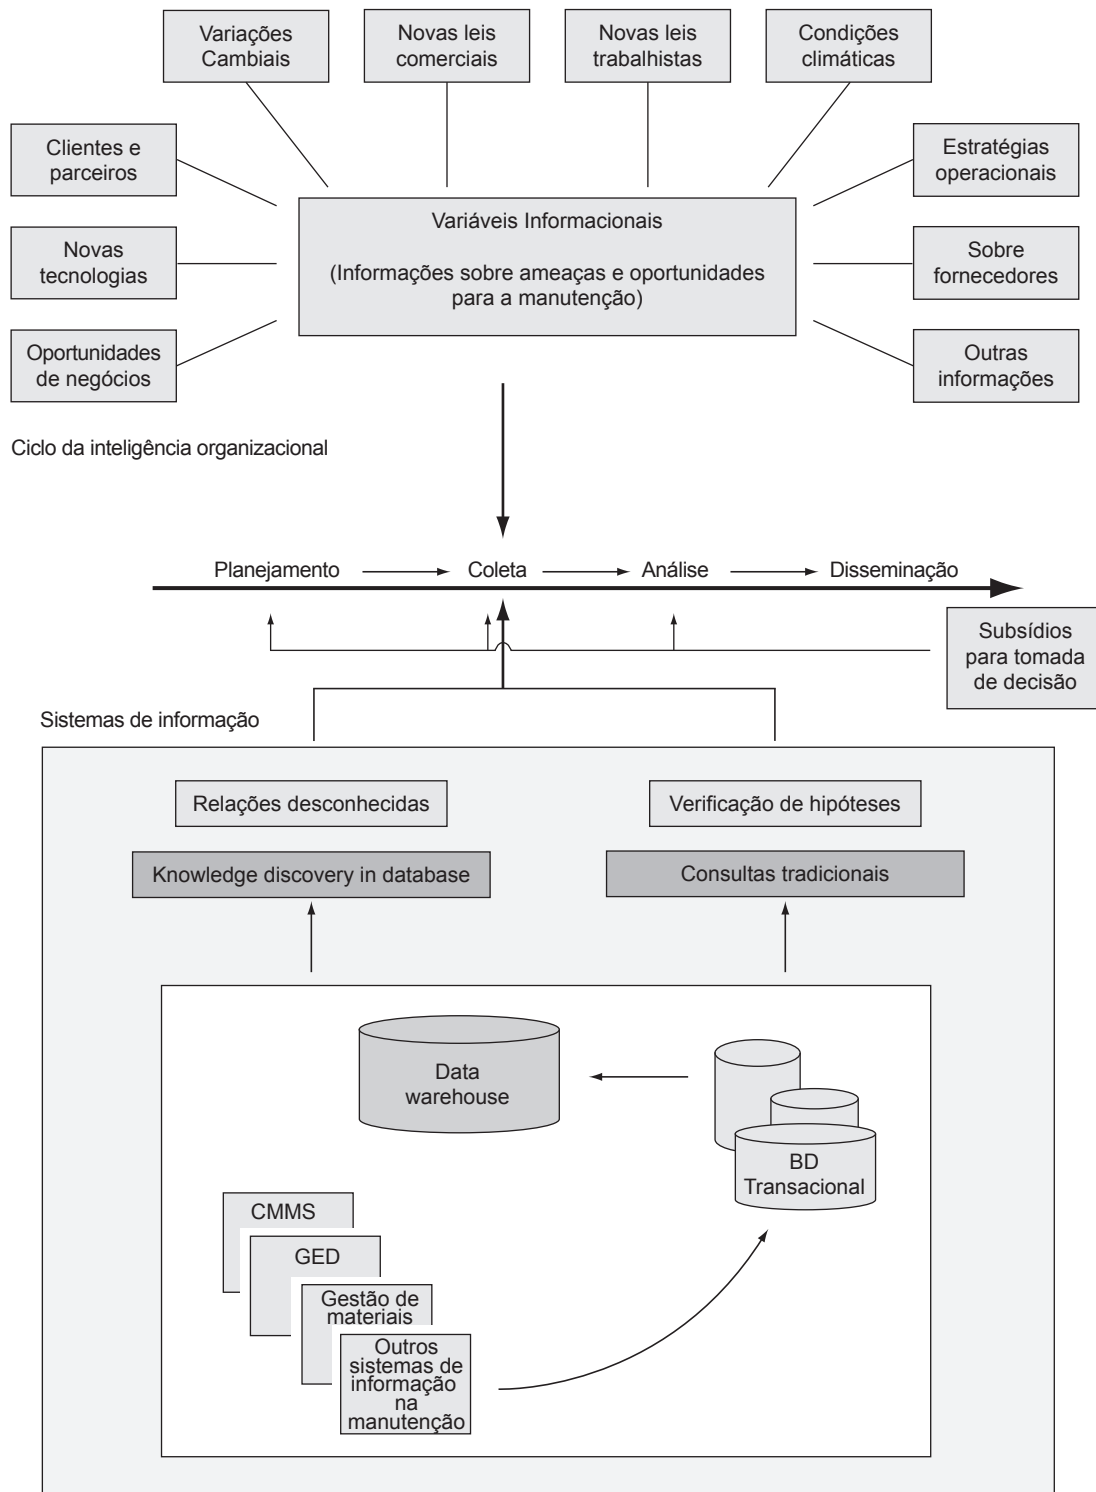 Variações
Cambiais
Novas leis
comerciais
Novas leis
trabalhistas
Condições
climáticas
Clientes e
parceiros
Estratégias
operacionais
Variáveis Informacionais
(Informações sobre ameaças e oportunidades
para a manutenção)
Novas
tecnologias
Sobre
fornecedores
Oportunidades
de negócios
Outras
informações
Ciclo da inteligência organizacional
Planejamento
Coleta
Análise
Disseminação
Subsídios
para tomada
de decisão
Sistemas de informação
Relações desconhecidas
Verificação de hipóteses
Knowledge discovery in database
Consultas tradicionais
Data
warehouse
BD
Transacional
CMMS
GED
Gestão de
materiais
Outros
sistemas de
informação
na
manutenção